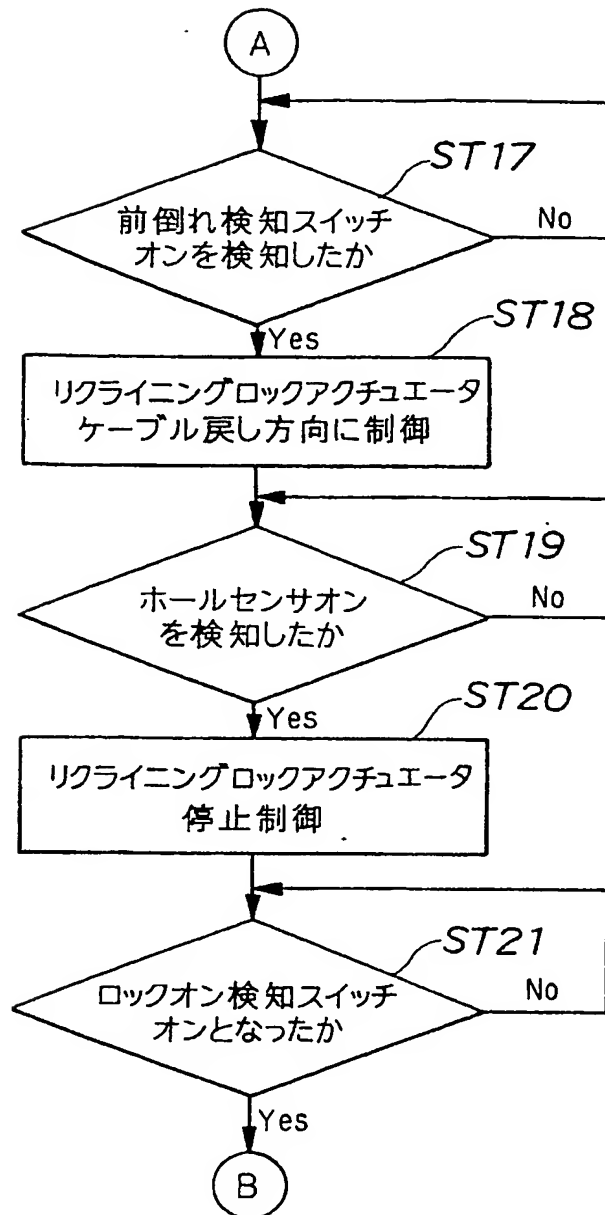 A
ST17
前倒れ検知スイッチ
オンを検知したか
No
Yes
ST18
リクライニングロックアクチュエータ
ケーブル戻し方向に制御
ST19
ホールセンサオン
を検知したか
No
Yes
ST20
リクライニングロックアクチュエータ
停止制御
ST21
ロックオン検知スイッチ
オンとなったか
No
Yes
B